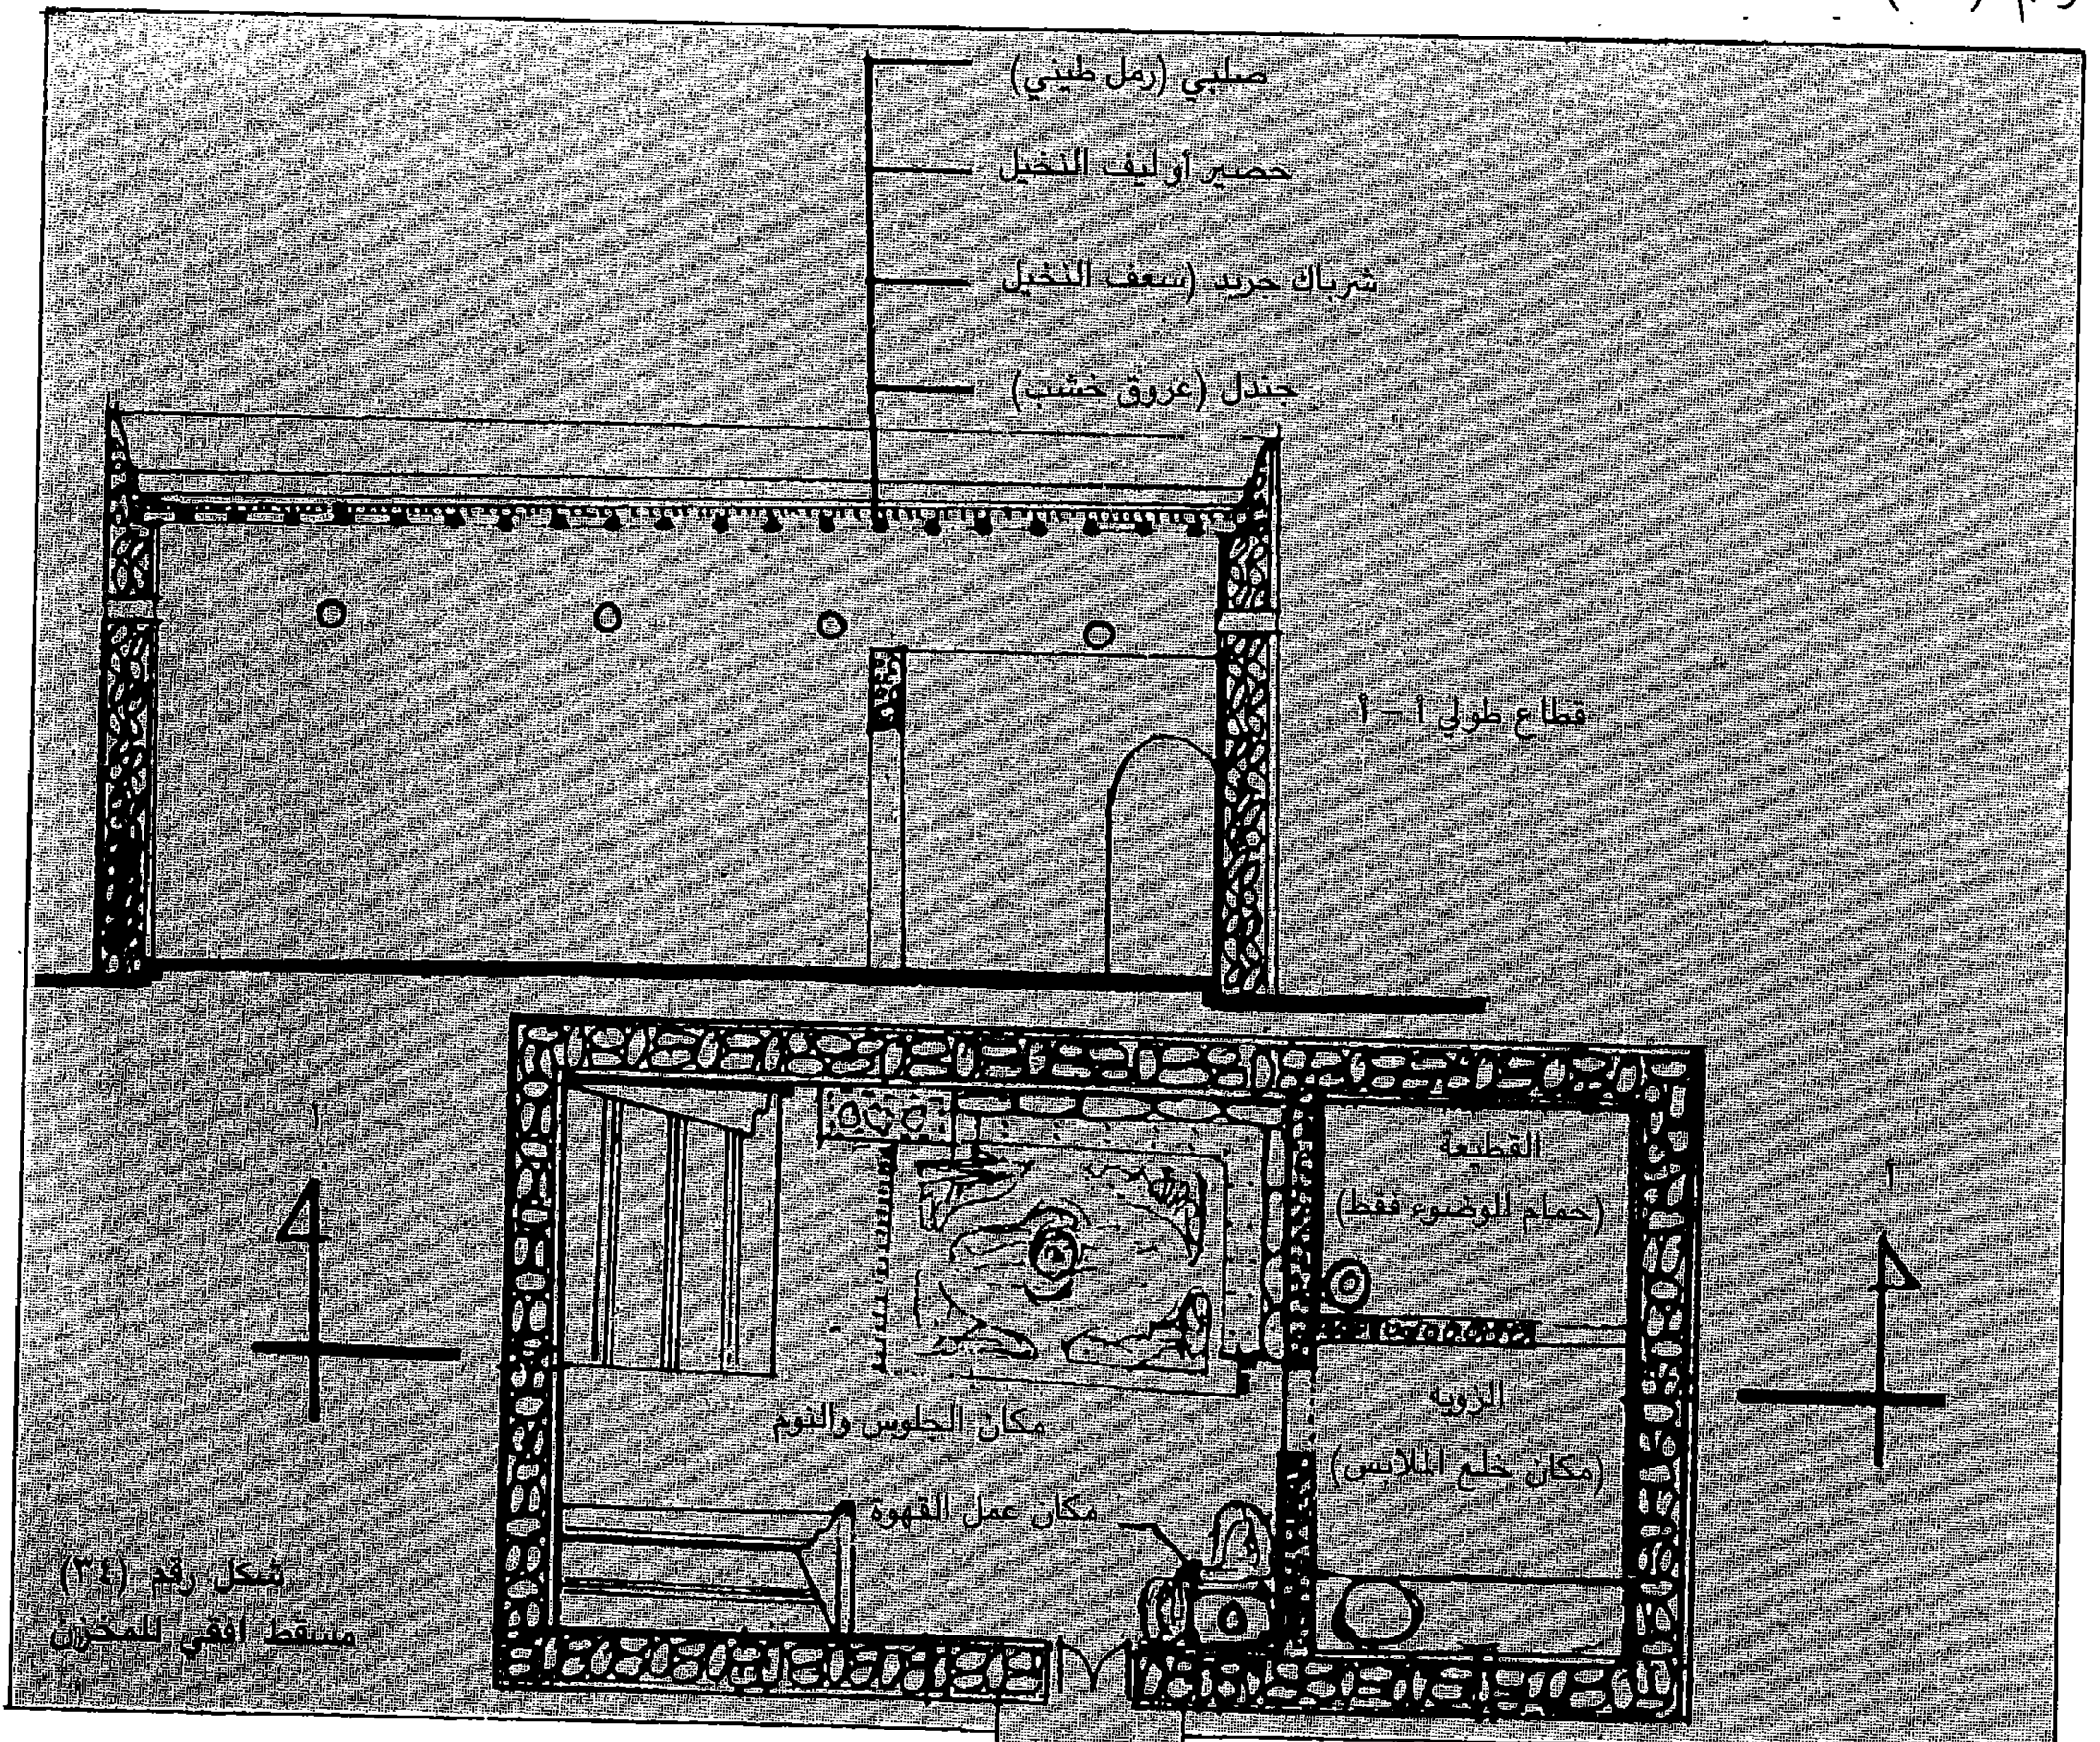 صلبي (رمل طيني)
حصير أو ليف النخيل
شرباك جريد (سعف النخيل
جندل (عروق خشب)
قطاع طولي أ – أ
أ
أ
القطيعة
(حمام للوضوء فقط)
الزويه
(مكان خلع الملابس)
مكان الجلوس والنوم
مكان عمل القهوة
شكل رقم (٣٤)
مسقط افقي للمخزن